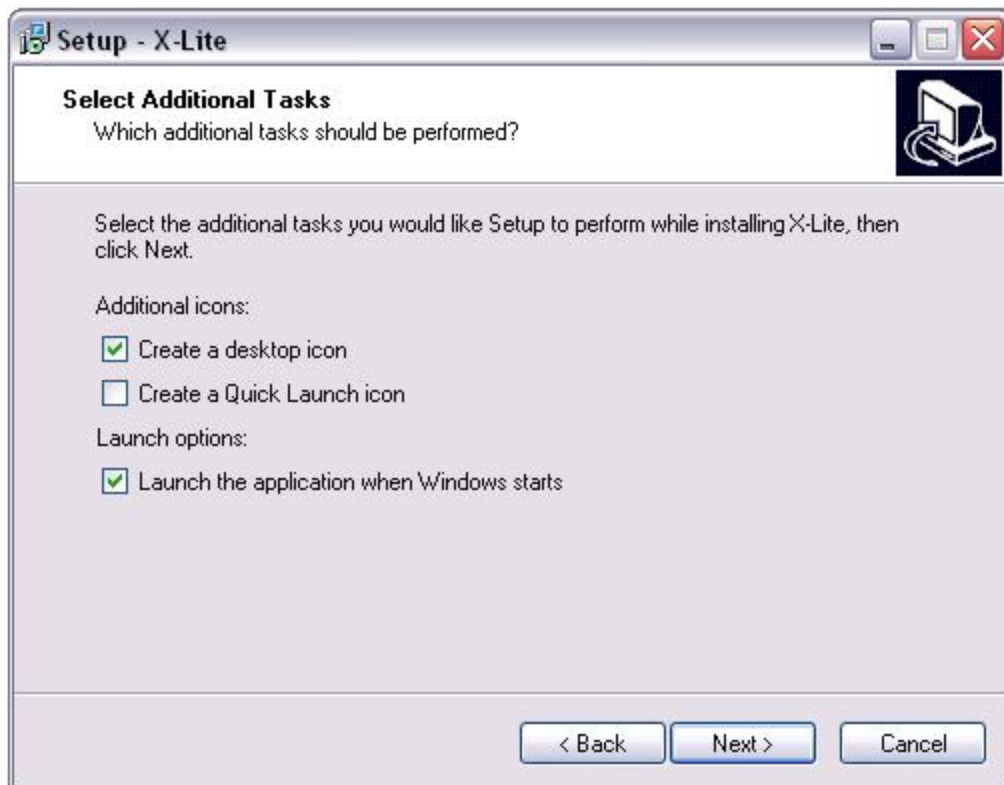 Setup - X-Lite
Select Additional Tasks
Which additional tasks should be performed?
Select the additional tasks you would like Setup to perform while installing X-Lite, then
click Next.
Additional icons:
Create a desktop icon
Create a Quick Launch icon
Launch options:
Launch the application when Windows starts
< Back
Next >
Cancel